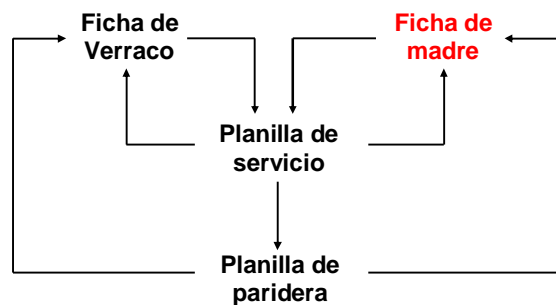 Ficha de
Verraco
Ficha de
madre
Planilla de
servicio
Planilla de
paridera